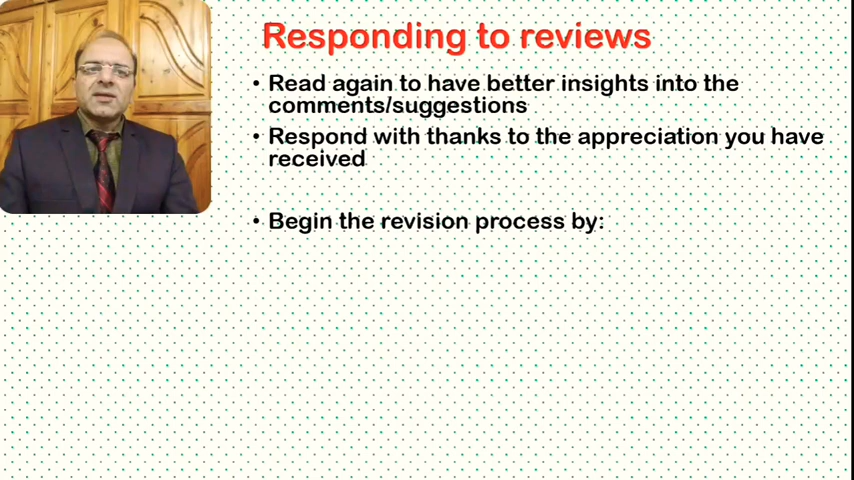 Responding to reviews
• Read again to have better insights into the
comments/suggestions
• Respond with thanks to the appreciation you have
received
• Begin the revision process by: